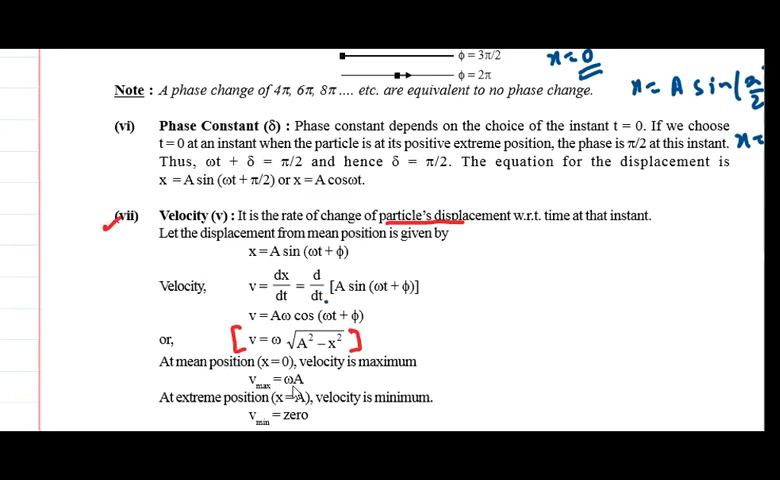 ϕ = 3π/2
x = 0
ϕ = 2π
x = A sin(π/2
Note : A phase change of 4π, 6π, 8π .... etc. are equivalent to no phase change.
(vi) Phase Constant (δ) : Phase constant depends on the choice of the instant t = 0. If we choose
t = 0 at an instant when the particle is at its positive extreme position, the phase is π/2 at this instant.
x =
Thus, ωt + δ = π/2 and hence δ = π/2. The equation for the displacement is
x = A sin (ωt + π/2) or x = A cosωt.
(vii) Velocity (v) : It is the rate of change of particle's displacement w.r.t. time at that instant.
Let the displacement from mean position is given by
x = A sin (ωt + ϕ)
Velocity, v = dx/dt = d/dt [A sin (ωt + ϕ)]
v = Aω cos (ωt + ϕ)
or, [v = ω √(A² – x²)]
At mean position (x = 0), velocity is maximum
v_max = ωA
At extreme position (x = A), velocity is minimum.
v_min = zero